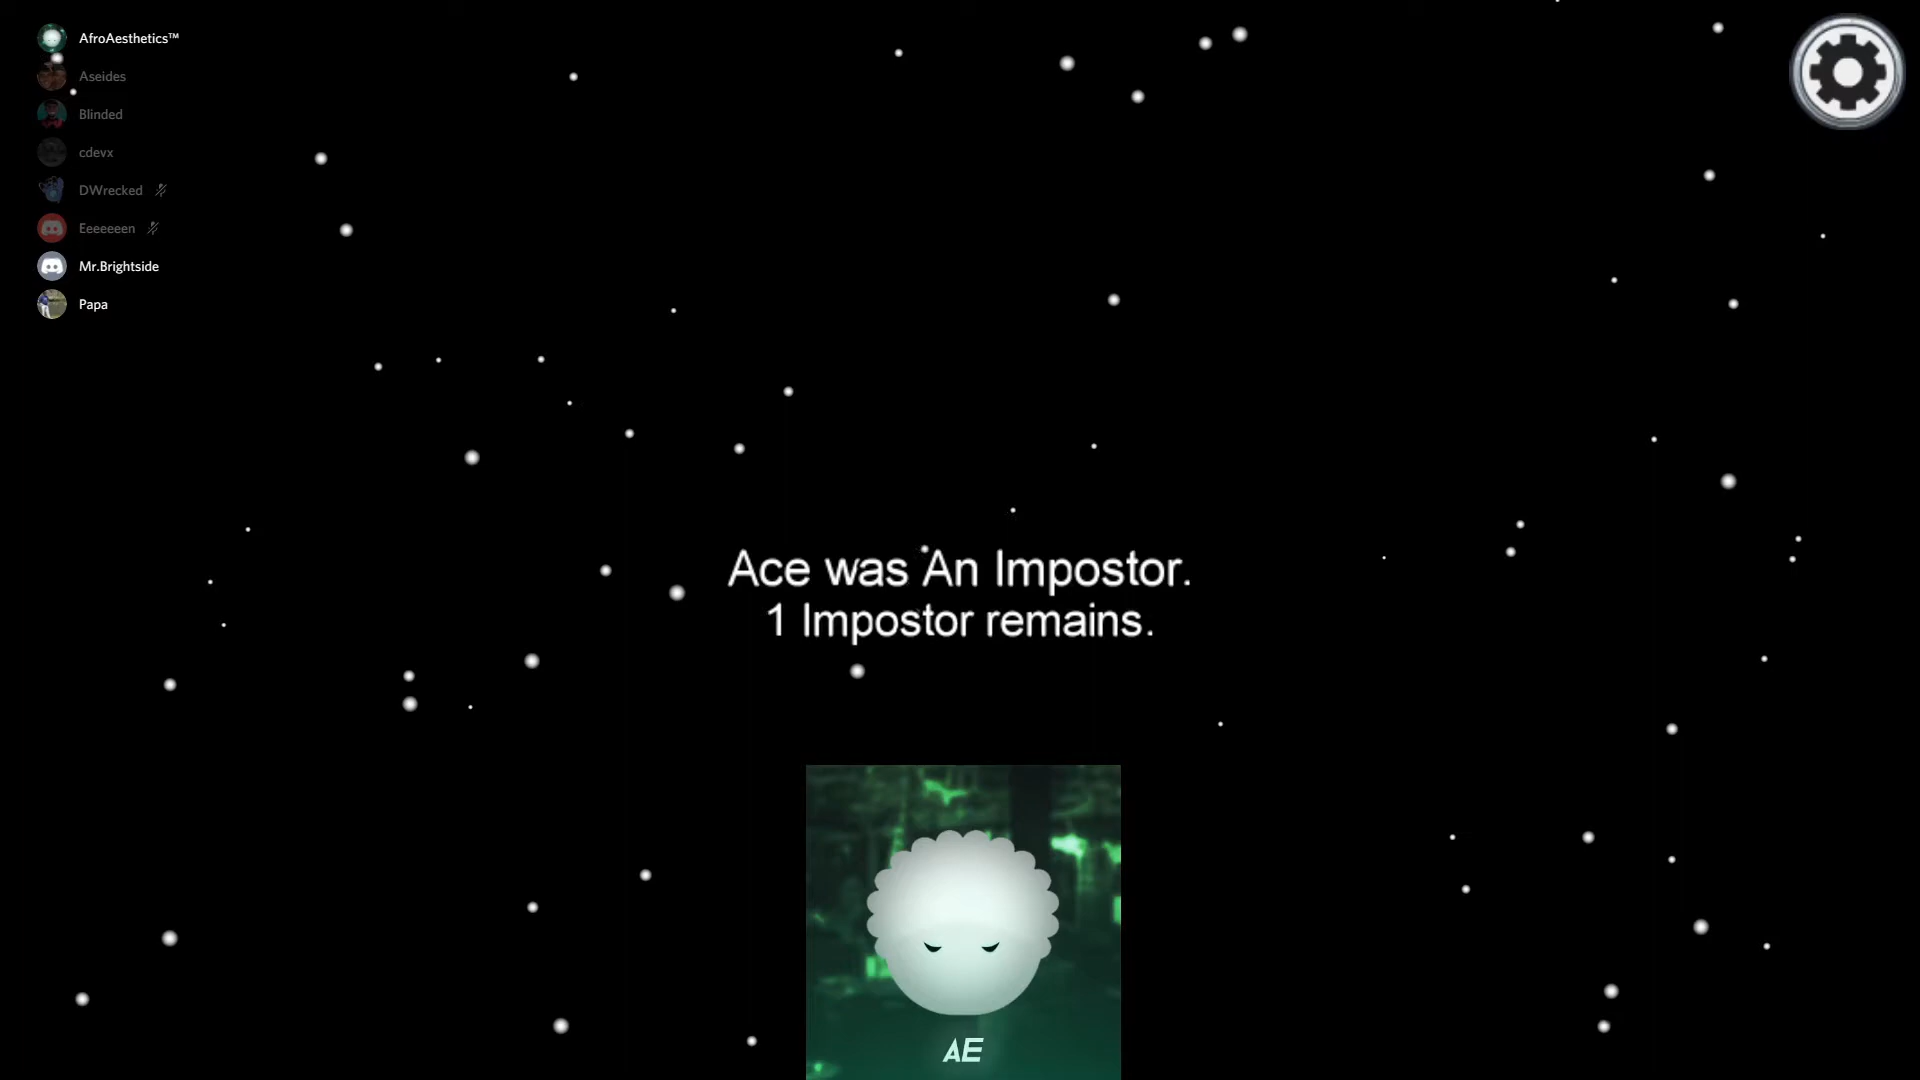 AfroAesthetics™
Aseides
Blinded
cdevx
DWrecked
Eeeeeeen
Mr.Brightside
Papa
Ace was An Impostor.
1 Impostor remains.
AE